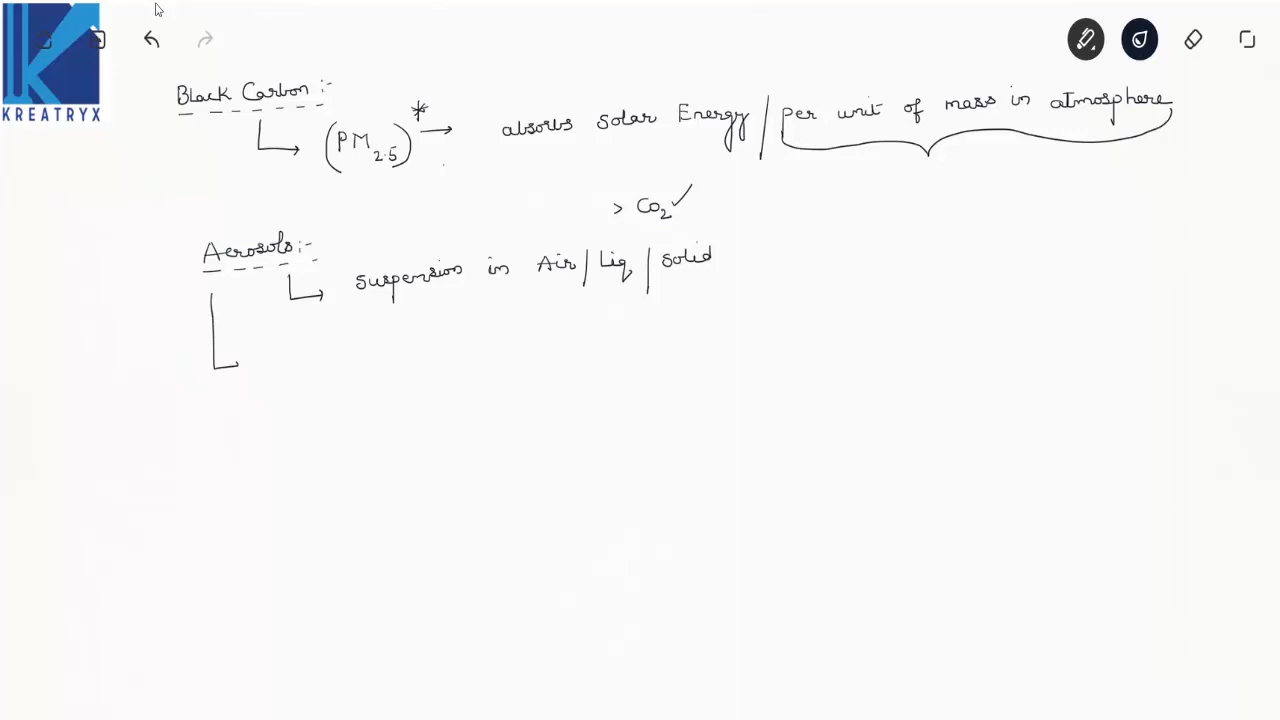 KREATRYX
Black Carbon :-
(PM2.5)* → absorbs solar Energy / per unit of mass in atmosphere
> CO2 ✓
Aerosols :-
suspension in Air / Liq / solid